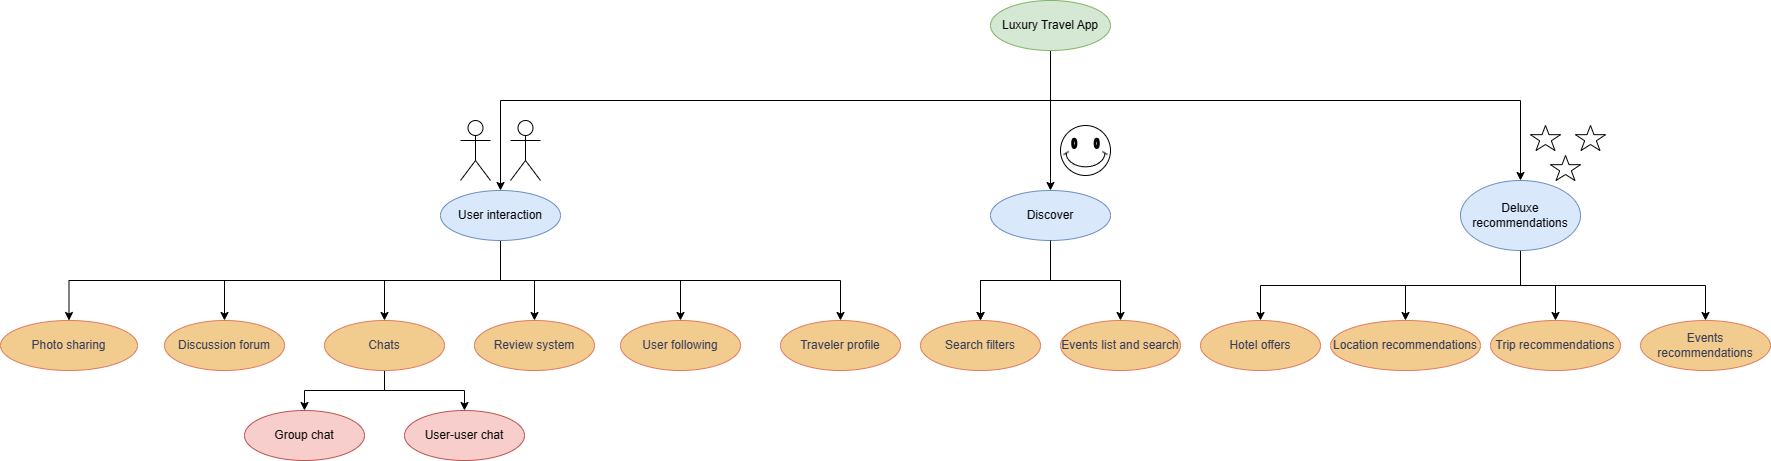 Luxury Travel App
User interaction
Discover
Deluxe
recommendations
Photo sharing
Discussion forum
Chats
Review system
User following
Traveler profile
Search filters
Events list and search
Hotel offers
Location recommendations
Trip recommendations
Events
recommendations
Group chat
User-user chat